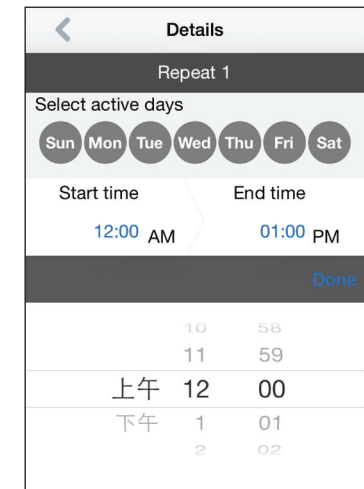 Details
Repeat 1
Select active days
Sun Mon Tue Wed Thu Fri Sat
Start time End time
12:00 AM 01:00 PM
Done
10 58
11 59
上午 12 00
下午 1 01
2 02